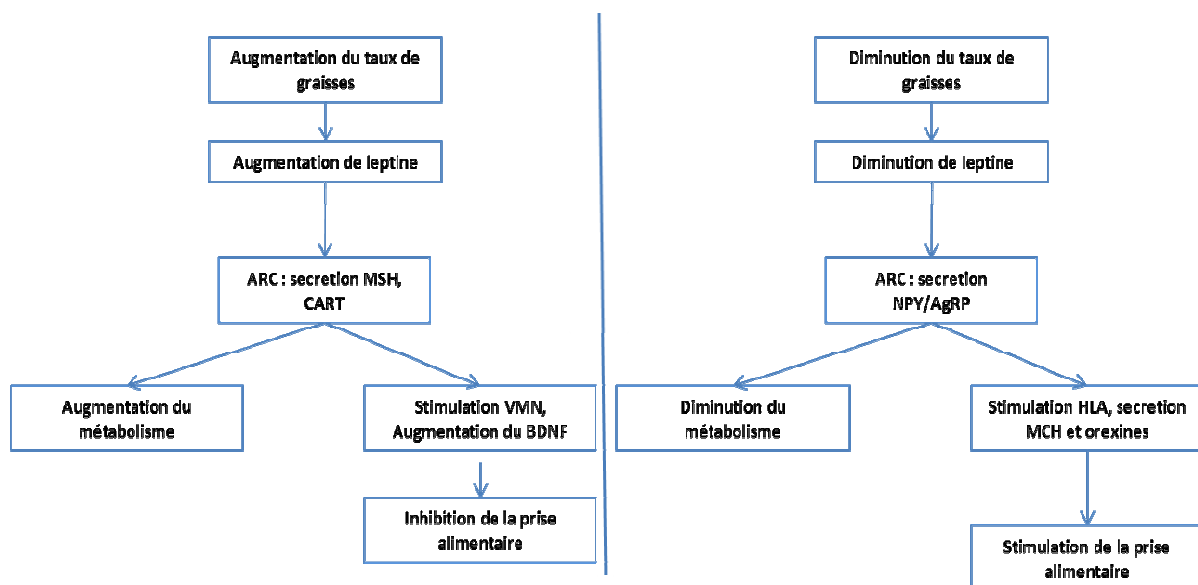 Augmentation du taux de
graisses
Augmentation de leptine
ARC : secretion MSH,
CART
Augmentation du
métabolisme
Stimulation VMN,
Augmentation du BDNF
Inhibition de la prise
alimentaire
Diminution du taux de
graisses
Diminution de leptine
ARC : secretion
NPY/AgRP
Diminution du
métabolisme
Stimulation HLA, secretion
MCH et orexines
Stimulation de la prise
alimentaire